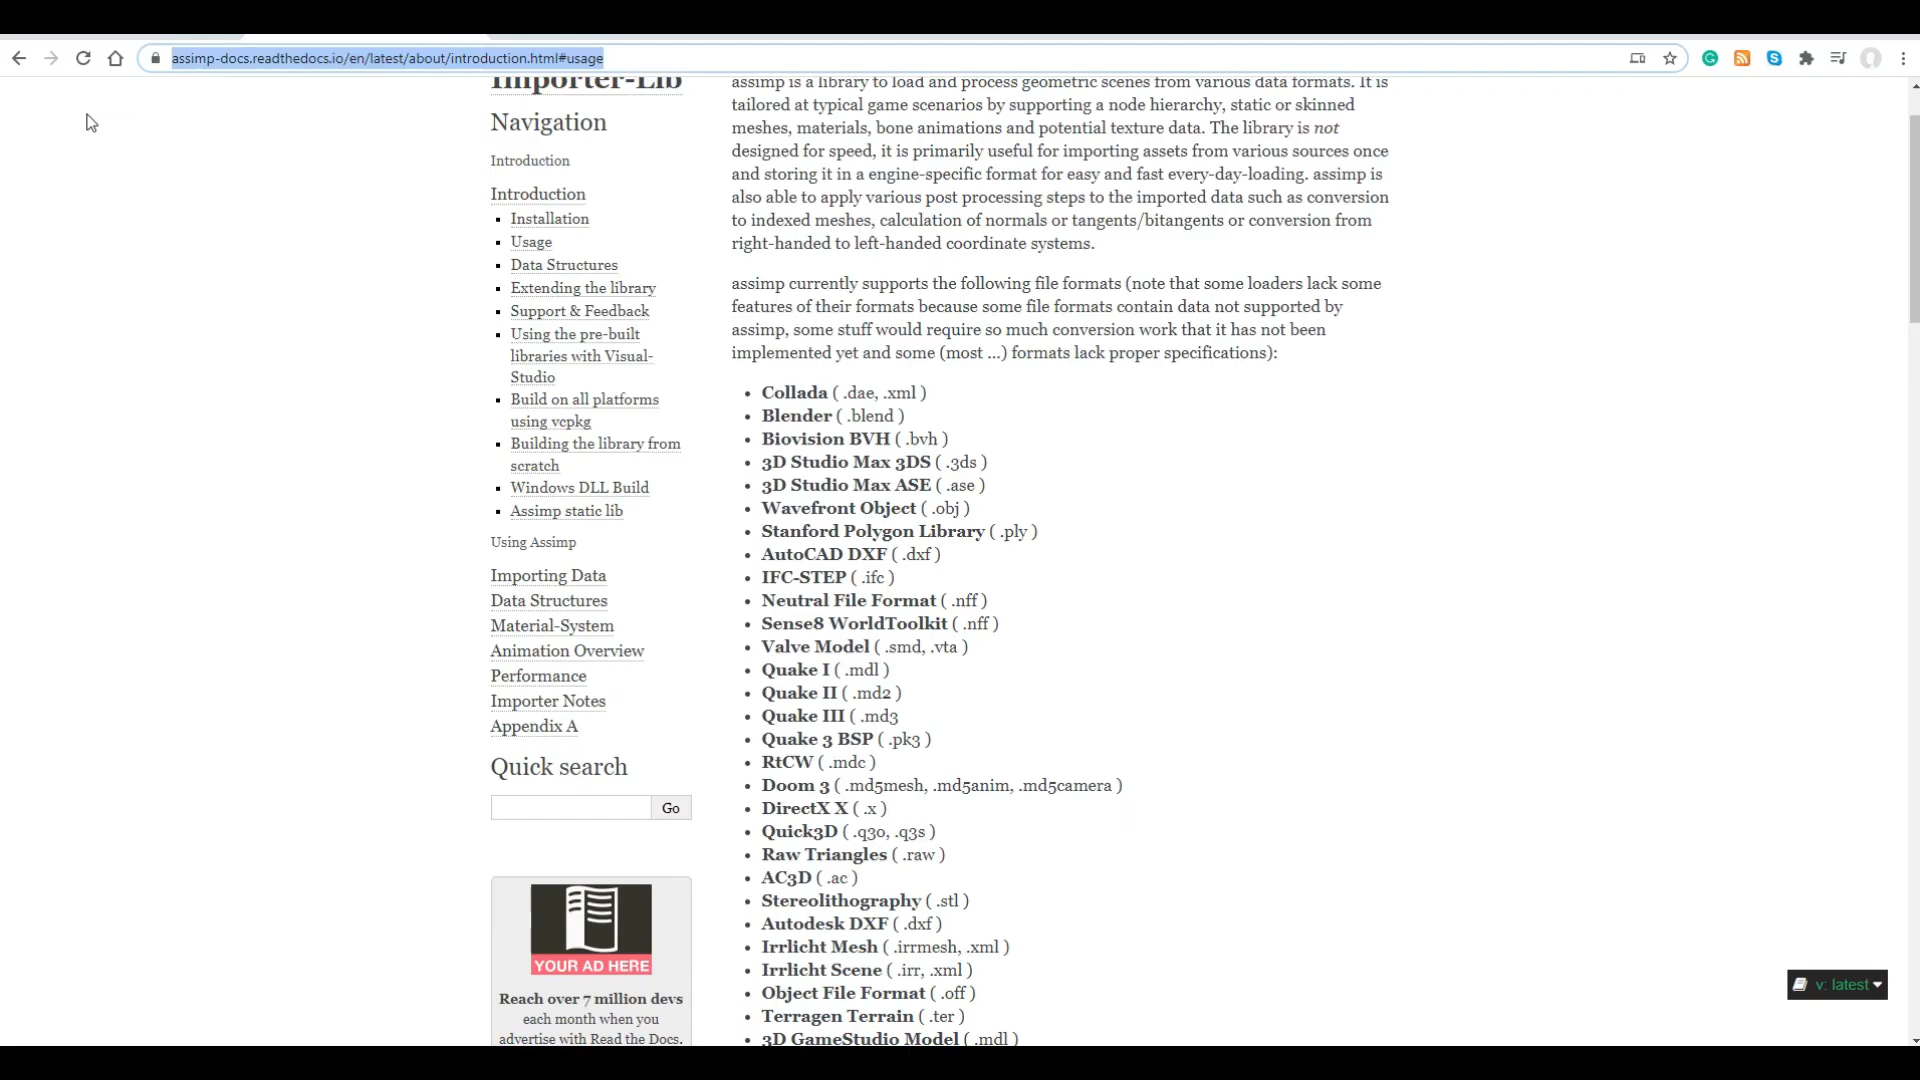 assimp-docs.readthedocs.io/en/latest/about/introduction.html#usage
Importer-Lib
Navigation
Introduction
Introduction
Installation
Usage
Data Structures
Extending the library
Support & Feedback
Using the pre-built
libraries with Visual-
Studio
Build on all platforms
using vcpkg
Building the library from
scratch
Windows DLL Build
Assimp static lib
Using Assimp
Importing Data
Data Structures
Material-System
Animation Overview
Performance
Importer Notes
Appendix A
Quick search
Go
YOUR AD HERE
Reach over 7 million devs
each month when you
advertise with Read the Docs.
assimp is a library to load and process geometric scenes from various data formats. It is
tailored at typical game scenarios by supporting a node hierarchy, static or skinned
meshes, materials, bone animations and potential texture data. The library is not
designed for speed, it is primarily useful for importing assets from various sources once
and storing it in a engine-specific format for easy and fast every-day-loading. assimp is
also able to apply various post processing steps to the imported data such as conversion
to indexed meshes, calculation of normals or tangents/bitangents or conversion from
right-handed to left-handed coordinate systems.
assimp currently supports the following file formats (note that some loaders lack some
features of their formats because some file formats contain data not supported by
assimp, some stuff would require so much conversion work that it has not been
implemented yet and some (most ...) formats lack proper specifications):
Collada ( .dae, .xml )
Blender ( .blend )
Biovision BVH ( .bvh )
3D Studio Max 3DS ( .3ds )
3D Studio Max ASE ( .ase )
Wavefront Object ( .obj )
Stanford Polygon Library ( .ply )
AutoCAD DXF ( .dxf )
IFC-STEP ( .ifc )
Neutral File Format ( .nff )
Sense8 WorldToolkit ( .nff )
Valve Model ( .smd, .vta )
Quake I ( .mdl )
Quake II ( .md2 )
Quake III ( .md3
Quake 3 BSP ( .pk3 )
RtCW ( .mdc )
Doom 3 ( .md5mesh, .md5anim, .md5camera )
DirectX X ( .x )
Quick3D ( .q3o, .q3s )
Raw Triangles ( .raw )
AC3D ( .ac )
Stereolithography ( .stl )
Autodesk DXF ( .dxf )
Irrlicht Mesh ( .irrmesh, .xml )
Irrlicht Scene ( .irr, .xml )
Object File Format ( .off )
Terragen Terrain ( .ter )
3D GameStudio Model ( .mdl )
v: latest